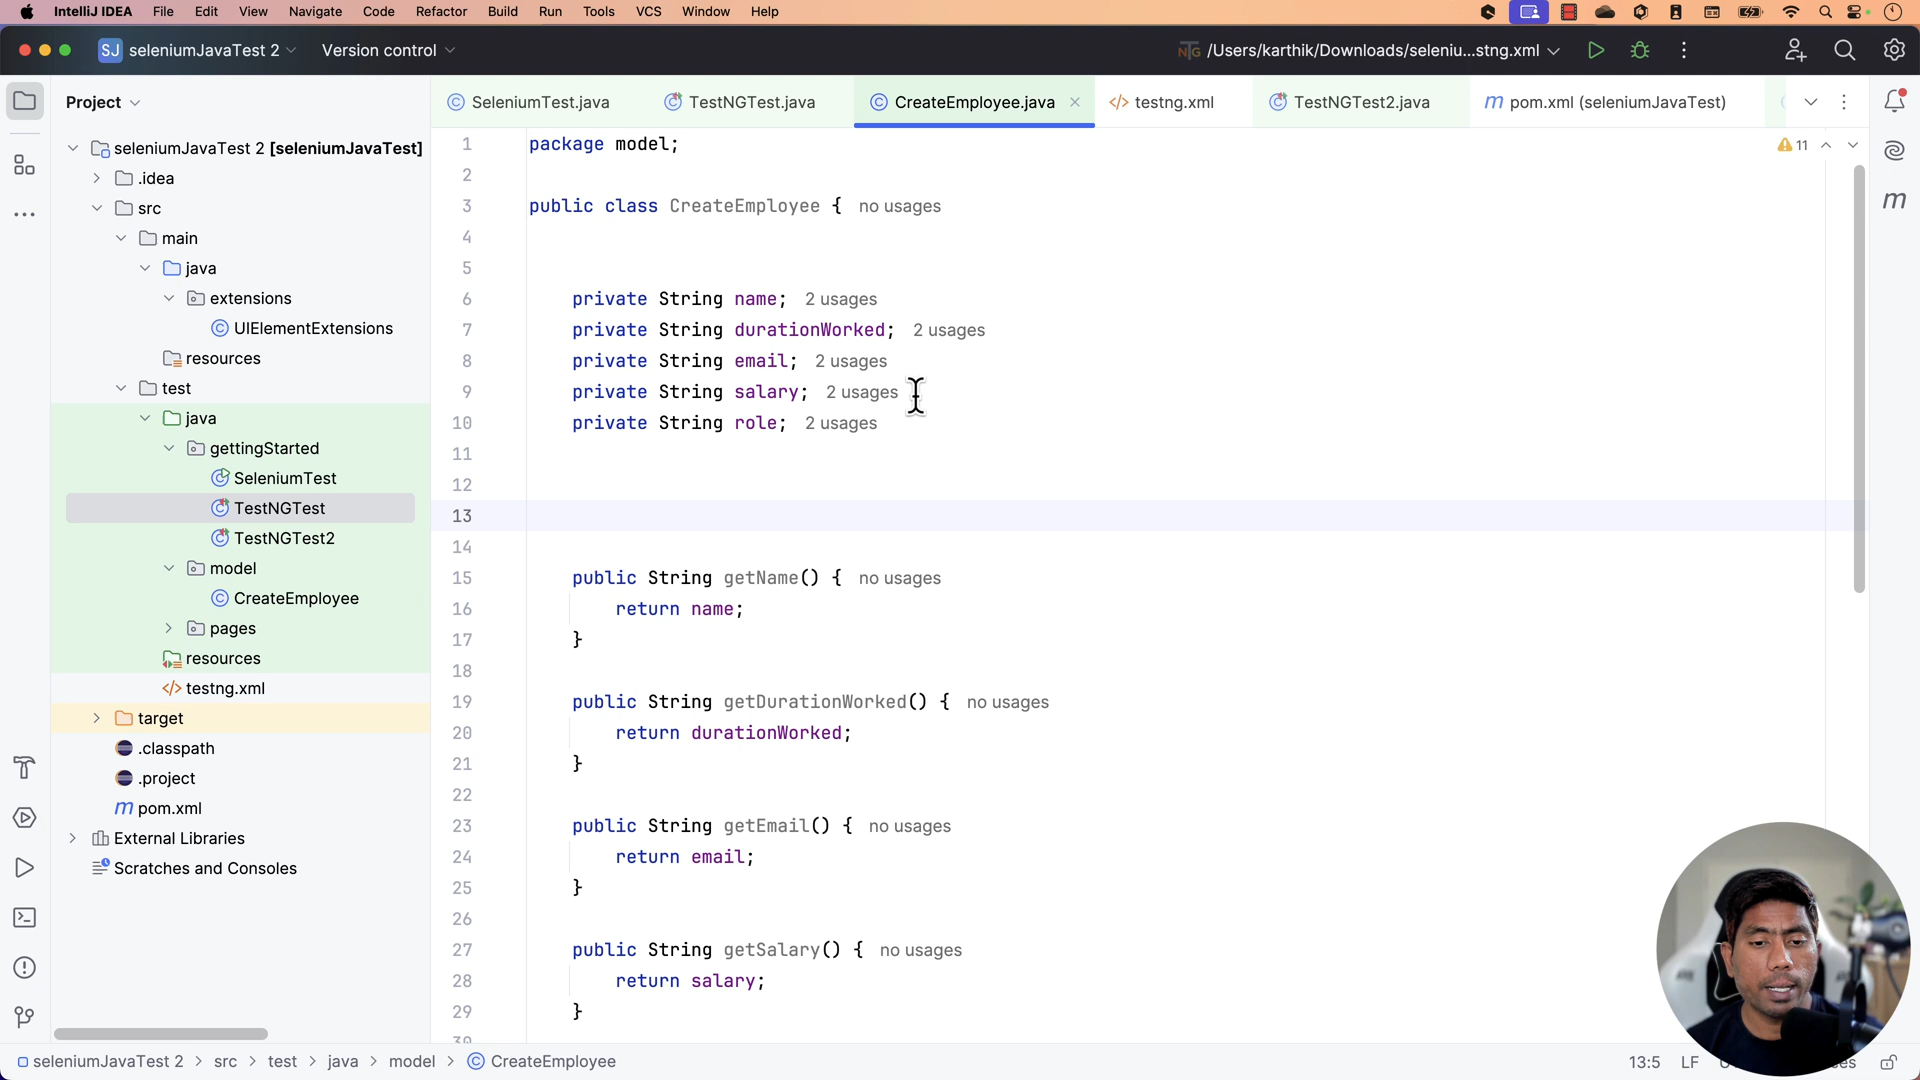 IntelliJ IDEA File Edit View Navigate Code Refactor Build Run Tools VCS Window Help
SJ seleniumJavaTest 2 Version control /Users/karthik/Downloads/seleniu...stng.xml
Project
SeleniumTest.java TestNGTest.java CreateEmployee.java testng.xml TestNGTest2.java pom.xml (seleniumJavaTest)
seleniumJavaTest 2 [seleniumJavaTest]
.idea
src
main
java
extensions
UIElementExtensions
resources
test
java
gettingStarted
SeleniumTest
TestNGTest
TestNGTest2
model
CreateEmployee
pages
resources
testng.xml
target
.classpath
.project
pom.xml
External Libraries
Scratches and Consoles
11
1 package model;
2
3 public class CreateEmployee { no usages
4
5
6 private String name; 2 usages
7 private String durationWorked; 2 usages
8 private String email; 2 usages
9 private String salary; 2 usages
10 private String role; 2 usages
11
12
13
14
15 public String getName() { no usages
16 return name;
17 }
18
19 public String getDurationWorked() { no usages
20 return durationWorked;
21 }
22
23 public String getEmail() { no usages
24 return email;
25 }
26
27 public String getSalary() { no usages
28 return salary;
29 }
30
seleniumJavaTest 2 > src > test > java > model > CreateEmployee
13:5 LF